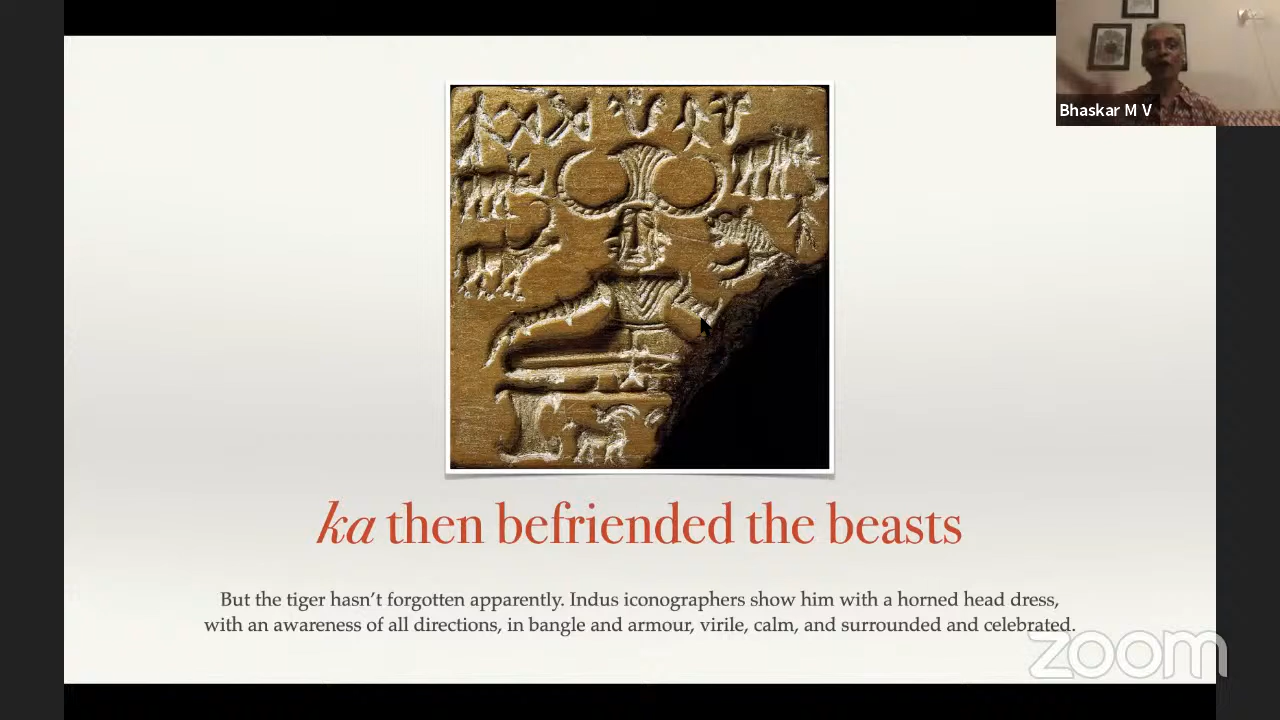 Bhaskar M V
ka then befriended the beasts
But the tiger hasn't forgotten apparently. Indus iconographers show him with a horned head dress,
with an awareness of all directions, in bangle and armour, virile, calm, and surrounded and celebrated.
zoom